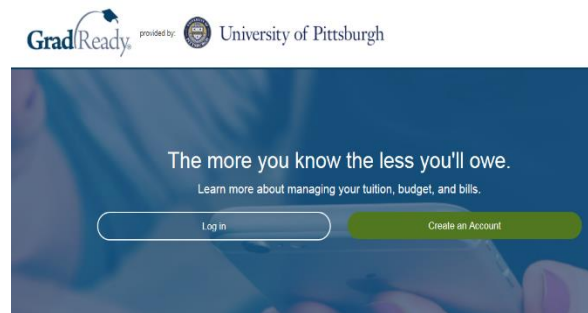 GradReady® provided by: University of Pittsburgh
The more you know the less you'll owe.
Learn more about managing your tuition, budget, and bills.
Log in Create an Account